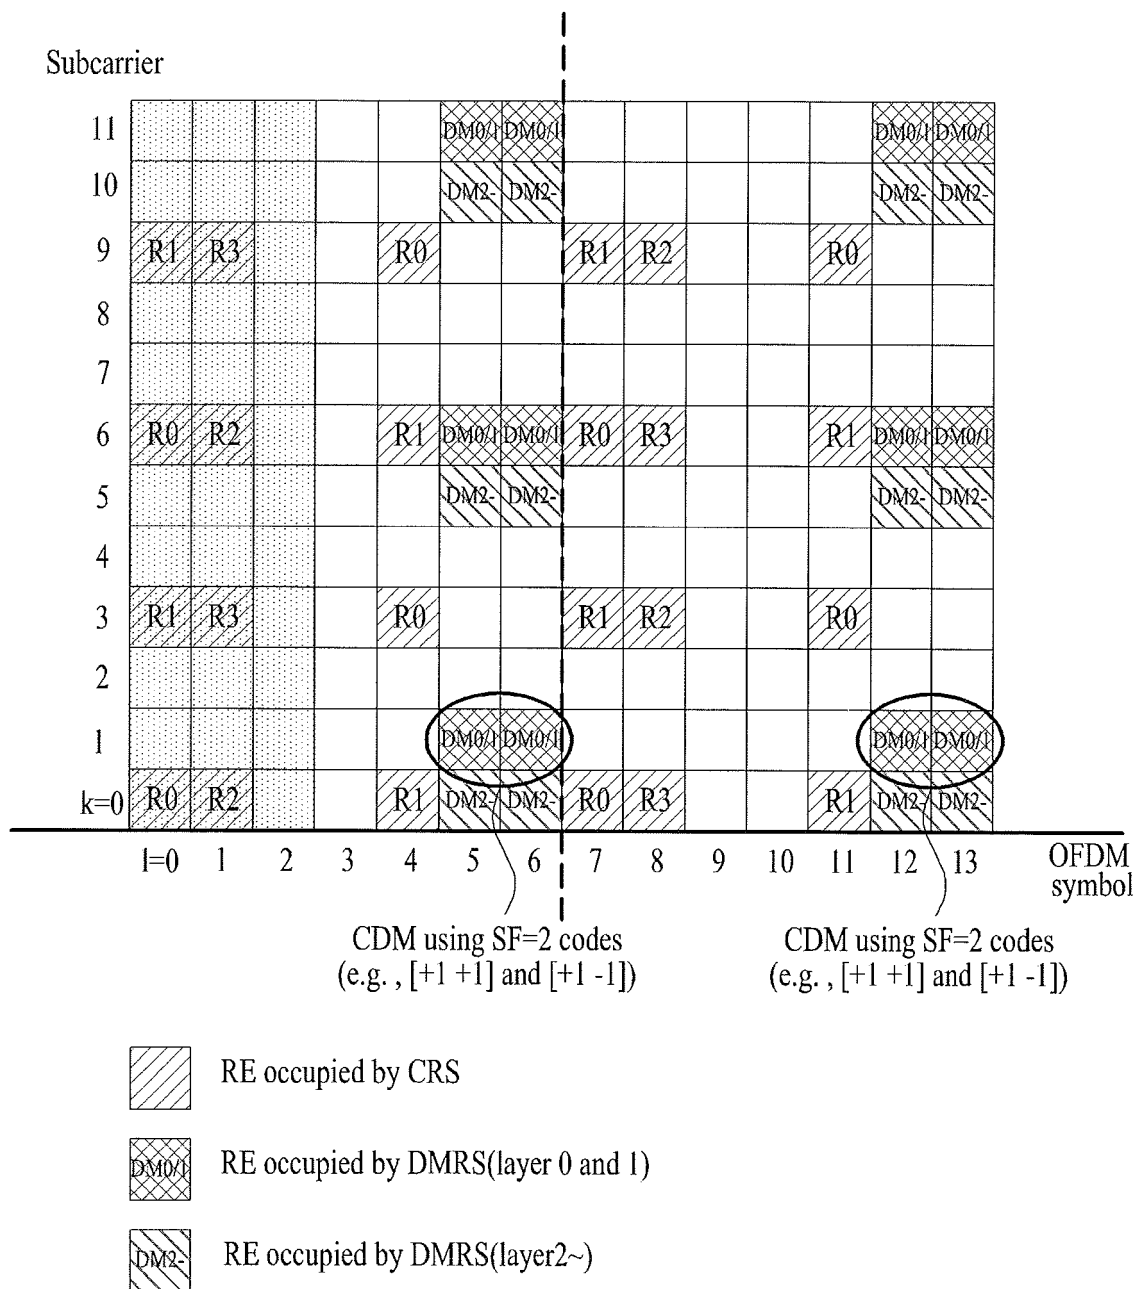 Subcarrier
11 DM0/1 DM0/1 DM0/1 DM0/1
10 DM2- DM2- DM2- DM2-
9 R1 R3 R0 R1 R2 R0
8
7
6 R0 R2 R1 DM0/1 DM0/1 R0 R3 R1 DM0/1 DM0/1
5 DM2- DM2- DM2- DM2-
4
3 R1 R3 R0 R1 R2 R0
2
1 DM0/1 DM0/1 DM0/1 DM0/1
k=0 R0 R2 R1 DM2- DM2- R0 R3 R1 DM2- DM2-
l=0 1 2 3 4 5 6 7 8 9 10 11 12 13 OFDM
symbol
CDM using SF=2 codes
(e.g. , [+1 +1] and [+1 -1])
CDM using SF=2 codes
(e.g. , [+1 +1] and [+1 -1])
RE occupied by CRS
DM0/1 RE occupied by DMRS(layer 0 and 1)
DM2- RE occupied by DMRS(layer2~)